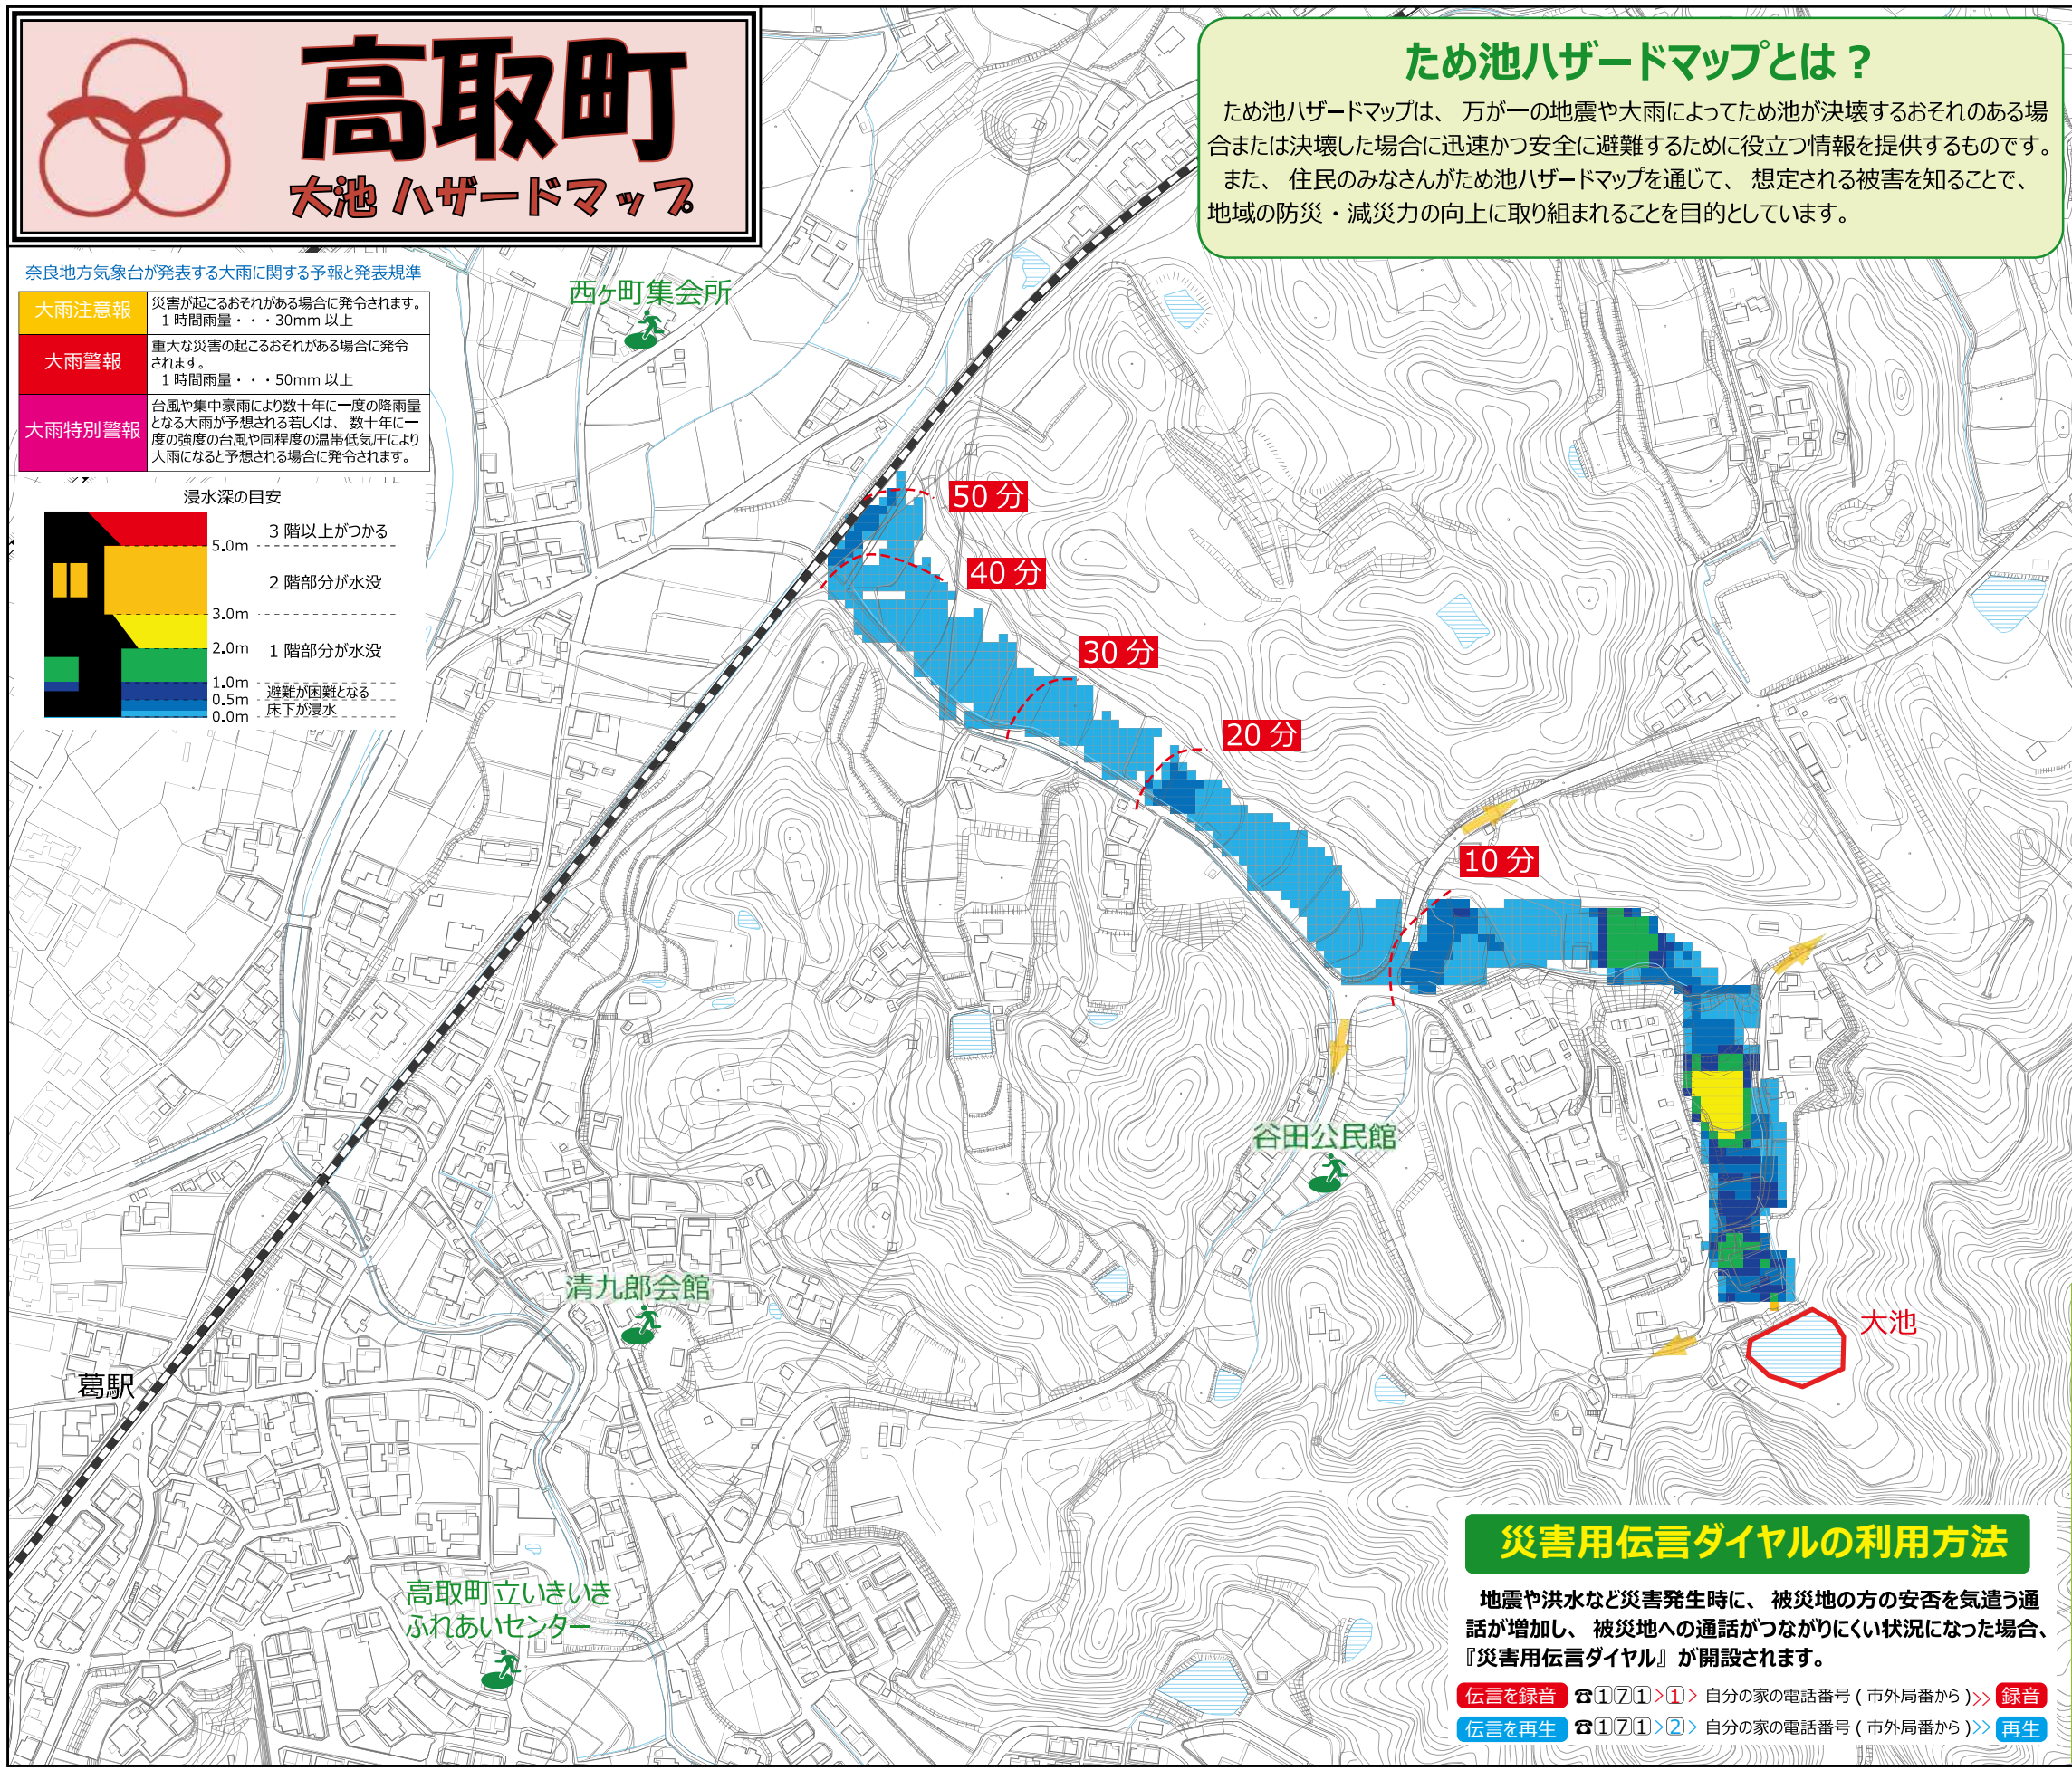 高取町
大池 ハザードマップ
ため池ハザードマップとは？
ため池ハザードマップは、 万が一の地震や大雨によってため池が決壊するおそれのある場
合または決壊した場合に迅速かつ安全に避難するために役立つ情報を提供するものです。
また、 住民のみなさんがため池ハザードマップを通じて、 想定される被害を知ることで、
地域の防災・減災力の向上に取り組まれることを目的としています。
奈良地方気象台が発表する大雨に関する予報と発表規準
大雨注意報
災害が起こるおそれがある場合に発令されます。
1 時間雨量・・・30mm 以上
大雨警報
重大な災害の起こるおそれがある場合に発令
されます。
1 時間雨量・・・50mm 以上
大雨特別警報
台風や集中豪雨により数十年に一度の降雨量
となる大雨が予想される若しくは、 数十年に一
度の強度の台風や同程度の温帯低気圧により
大雨になると予想される場合に発令されます。
浸水深の目安
3 階以上がつかる
5.0m
2 階部分が水没
3.0m
2.0m
1 階部分が水没
1.0m
避難が困難となる
0.5m
床下が浸水
0.0m
西ヶ町集会所
50 分
40 分
30 分
20 分
10 分
谷田公民館
清九郎会館
大池
葛駅
高取町立いきいき
ふれあいセンター
災害用伝言ダイヤルの利用方法
地震や洪水など災害発生時に、 被災地の方の安否を気遣う通
話が増加し、 被災地への通話がつながりにくい状況になった場合、
『災害用伝言ダイヤル』が開設されます。
伝言を録音 ☎171>1> 自分の家の電話番号 ( 市外局番から )>> 録音
伝言を再生 ☎171>2> 自分の家の電話番号 ( 市外局番から )>> 再生